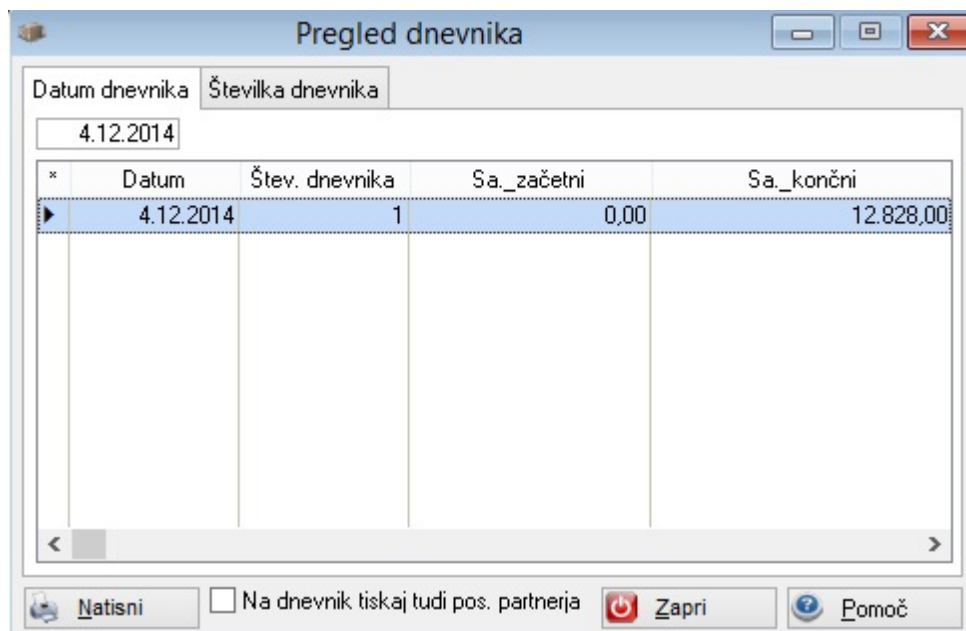 Pregled dnevnika
Datum dnevnika Številka dnevnika
4.12.2014
* Datum Štev. dnevnika Sa._začetni Sa._končni
4.12.2014 1 0,00 12.828,00
Natisni Na dnevnik tiskaj tudi pos. partnerja Zapri Pomoč